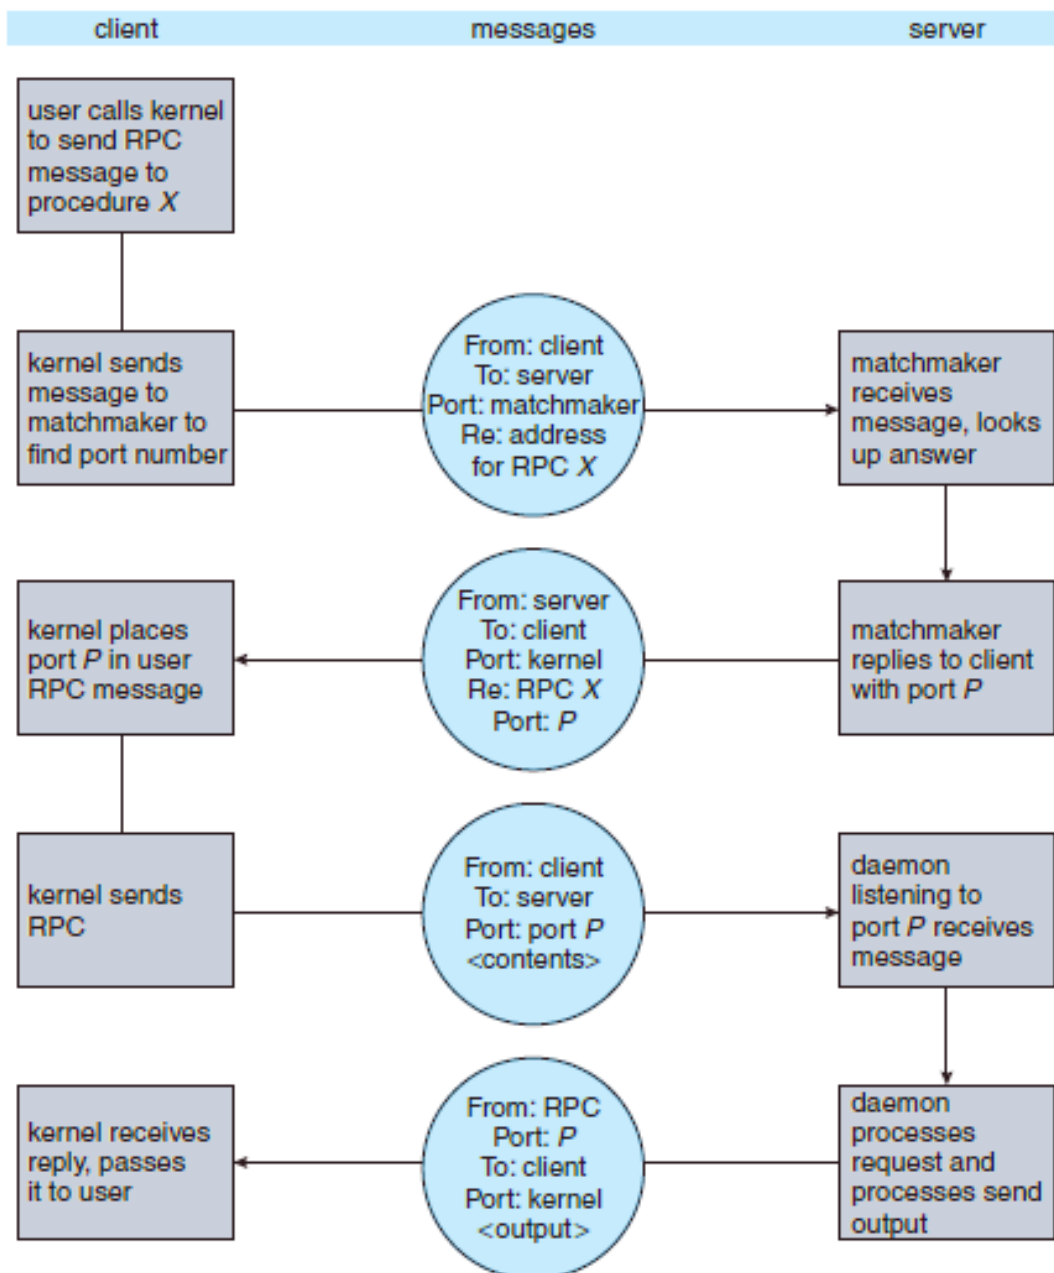 client
messages
server
user calls kernel
to send RPC
message to
procedure X
kernel sends
message to
matchmaker to
find port number
From: client
To: server
Port: matchmaker
Re: address
for RPC X
matchmaker
receives
message, looks
up answer
kernel places
port P in user
RPC message
From: server
To: client
Port: kernel
Re: RPC X
Port: P
matchmaker
replies to client
with port P
kernel sends
RPC
From: client
To: server
Port: port P
<contents>
daemon
listening to
port P receives
message
kernel receives
reply, passes
it to user
From: RPC
Port: P
To: client
Port: kernel
<output>
daemon
processes
request and
processes send
output